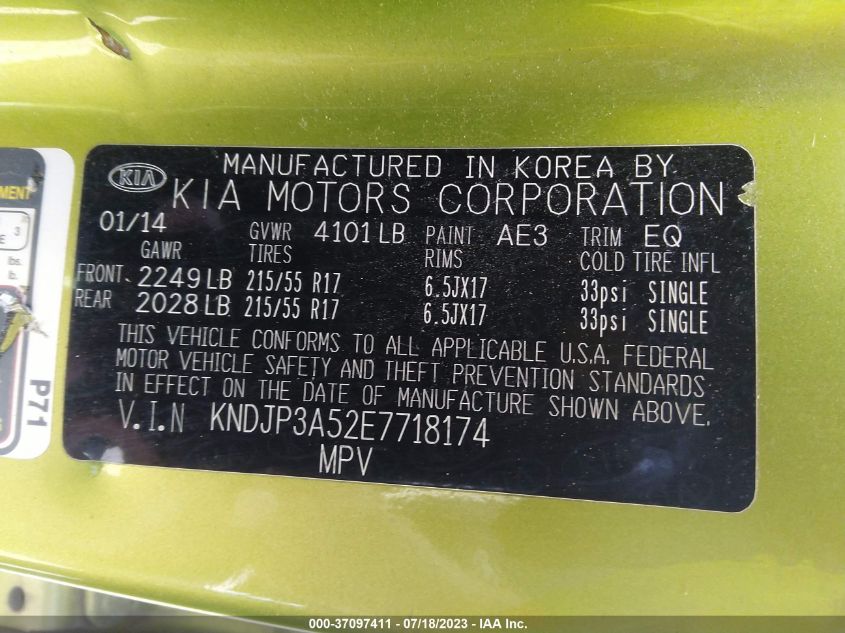 MANUFACTURED IN KOREA BY
KIA KIA MOTORS CORPORATION
01/14 GVWR 4101 LB PAINT AE3 TRIM EQ
GAWR TIRES RIMS COLD TIRE INFL
FRONT 2249 LB 215/55 R17 6.5JX17 33psi SINGLE
REAR 2028 LB 215/55 R17 6.5JX17 33psi SINGLE
THIS VEHICLE CONFORMS TO ALL APPLICABLE U.S.A. FEDERAL
MOTOR VEHICLE SAFETY AND THEFT PREVENTION STANDARDS
IN EFFECT ON THE DATE OF MANUFACTURE SHOWN ABOVE.
V.I.N KNDJP3A52E7718174
MPV
3
lbs.
lb.
P71
000-37097411 - 07/18/2023 - IAA Inc.